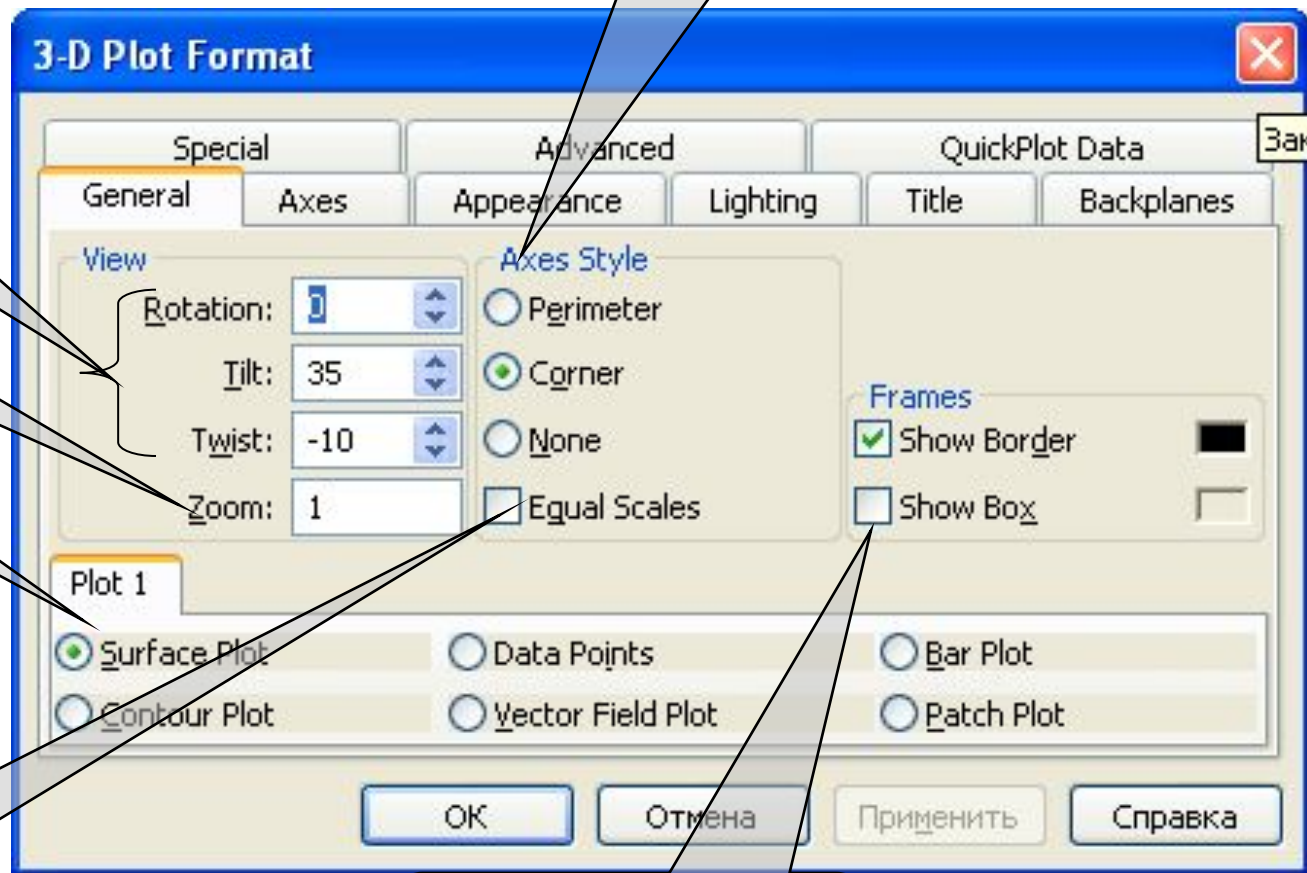 3-D Plot Format
Special Advanced QuickPlot Data
Зак
General Axes Appearance Lighting Title Backplanes
View
Rotation: 0
Tilt: 35
Twist: -10
Zoom: 1
Axes Style
Perimeter
Corner
None
Equal Scales
Frames
Show Border
Show Box
Plot 1
Surface Plot Data Points Bar Plot
Contour Plot Vector Field Plot Patch Plot
OK Отмена Применить Справка